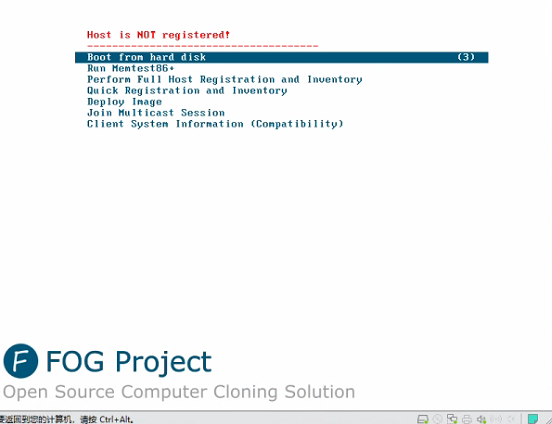 Host is NOT registered!
-------------------------------------
Boot from hard disk (3)
Run Memtest86+
Perform Full Host Registration and Inventory
Quick Registration and Inventory
Deploy Image
Join Multicast Session
Client System Information (Compatibility)
F FOG Project
Open Source Computer Cloning Solution
要返回到您的计算机，请按 Ctrl+Alt。